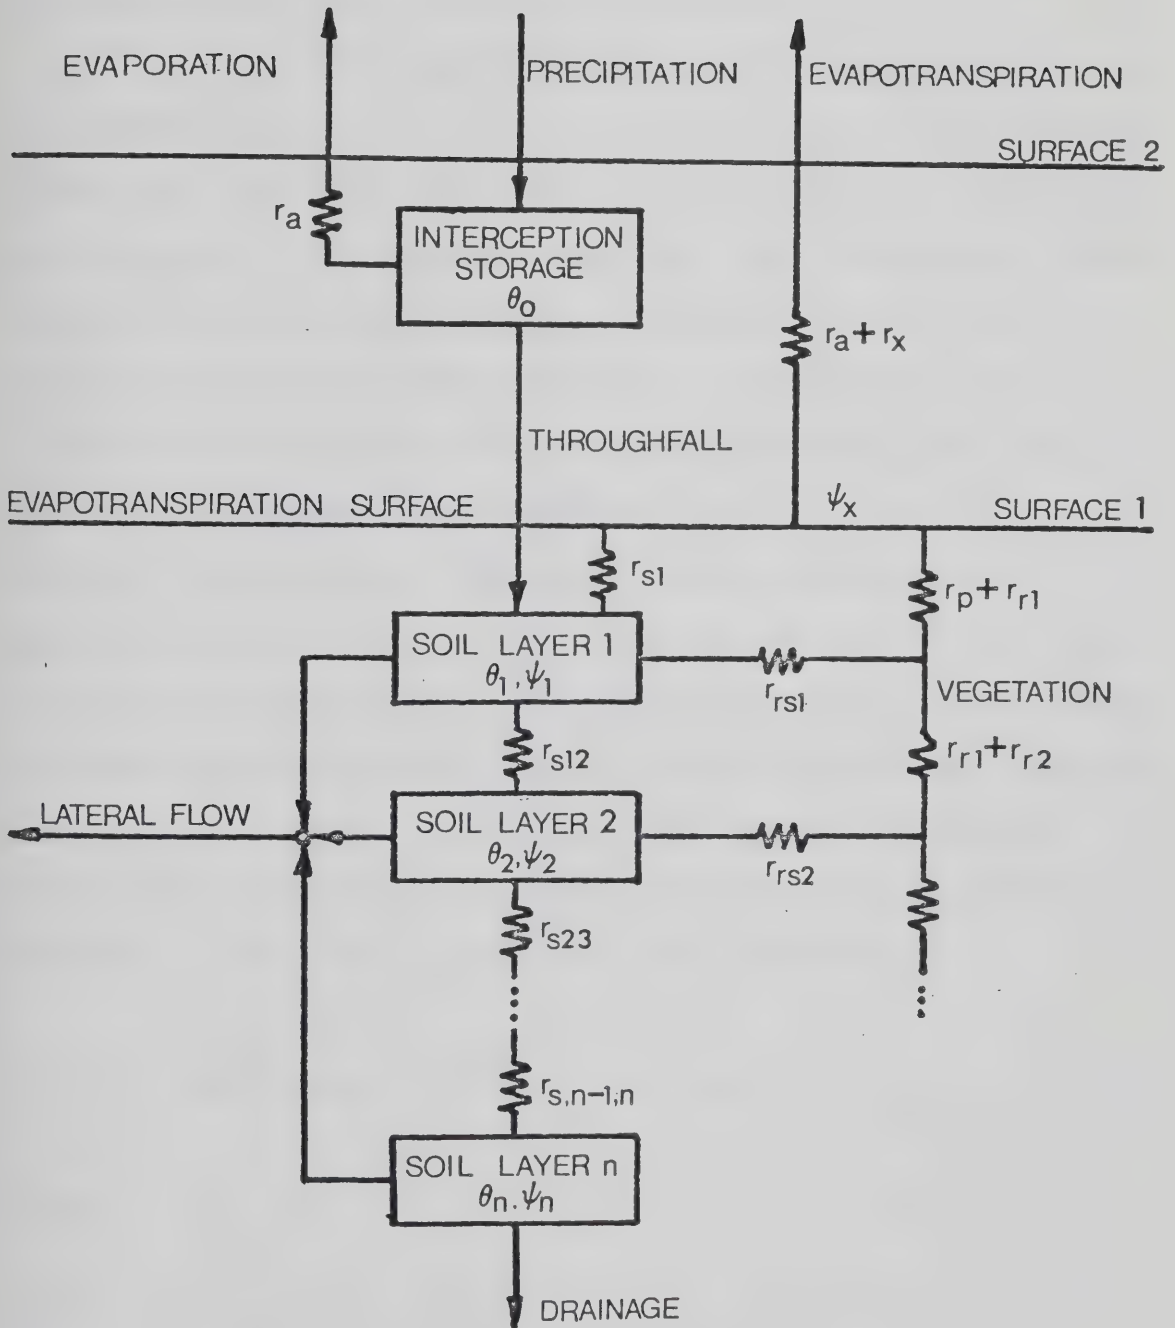 EVAPORATION
PRECIPITATION
EVAPOTRANSPIRATION
SURFACE 2
ra
INTERCEPTION
STORAGE
θo
ra + rx
THROUGHFALL
EVAPOTRANSPIRATION SURFACE
ψx
SURFACE 1
rs1
rp + rr1
SOIL LAYER 1
θ1, ψ1
rrs1
VEGETATION
rs12
rr1 + rr2
LATERAL FLOW
SOIL LAYER 2
θ2, ψ2
rrs2
rs23
rs,n-1,n
SOIL LAYER n
θn, ψn
DRAINAGE